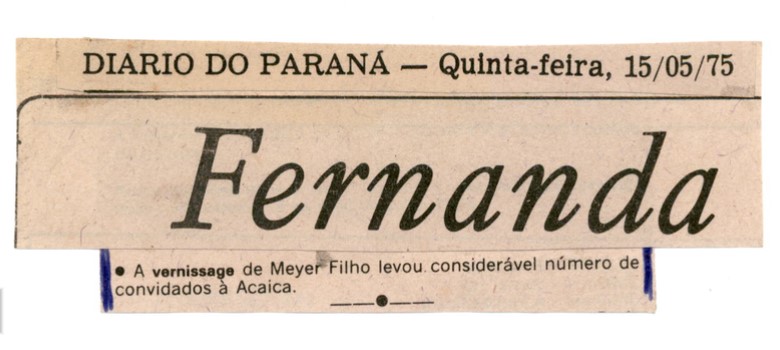 DIARIO DO PARANÁ — Quinta-feira, 15/05/75
Fernanda
● A vernissage de Meyer Filho levou considerável número de
convidados à Acaica.